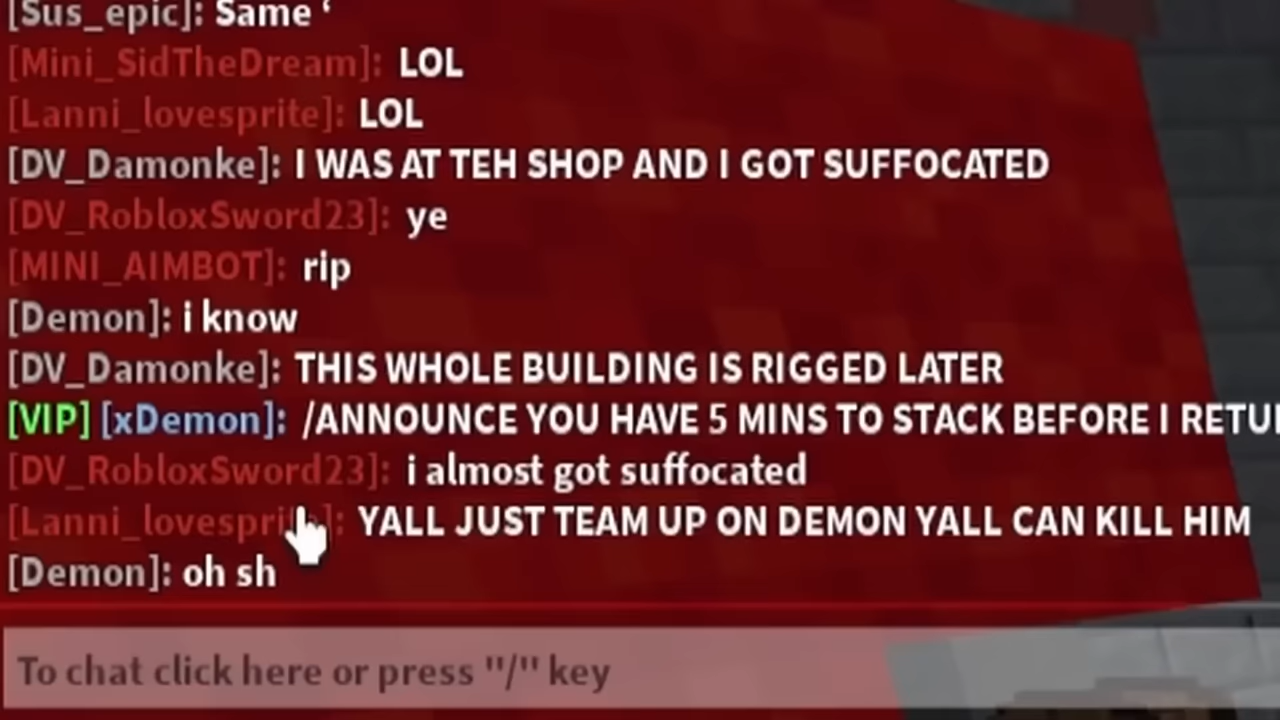 [Sus_epic]: Same '
[Mini_SidTheDream]: LOL
[Lanni_lovesprite]: LOL
[DV_Damonke]: I WAS AT TEH SHOP AND I GOT SUFFOCATED
[DV_RobloxSword23]: ye
[MINI_AIMBOT]: rip
[Demon]: i know
[DV_Damonke]: THIS WHOLE BUILDING IS RIGGED LATER
[VIP] [xDemon]: /ANNOUNCE YOU HAVE 5 MINS TO STACK BEFORE I
[DV_RobloxSword23]: i almost got suffocated
[Lanni_lovesprite]: YALL JUST TEAM UP ON DEMON YALL CAN KILL HIM
[Demon]: oh sh
To chat click here or press "/" key